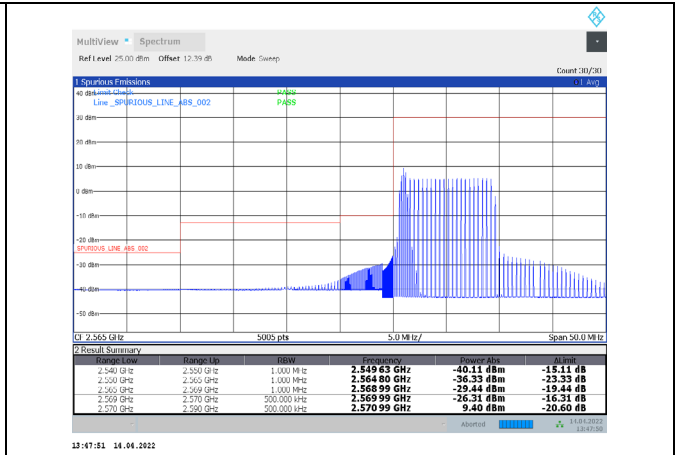 MultiView Spectrum
Ref Level 25.00 dBm Offset 12.39 dB Mode Sweep
Count 30/30
1 Spurious Emissions 1 Avg
40 dBm Limit Check PASS
Line _SPURIOUS_LINE_ABS_002 PASS
30 dBm
20 dBm
10 dBm
0 dBm
-10 dBm
-20 dBm
_SPURIOUS_LINE_ABS_002
-30 dBm
-40 dBm
-50 dBm
CF 2.565 GHz 5005 pts 5.0 MHz/ Span 50.0 MHz
2 Result Summary
Range Low Range Up RBW Frequency Power Abs ΔLimit
2.540 GHz 2.550 GHz 1.000 MHz 2.549 63 GHz -40.11 dBm -15.11 dB
2.550 GHz 2.565 GHz 1.000 MHz 2.564 80 GHz -36.33 dBm -23.33 dB
2.565 GHz 2.569 GHz 1.000 MHz 2.568 99 GHz -29.44 dBm -19.44 dB
2.569 GHz 2.570 GHz 500.000 kHz 2.569 99 GHz -26.31 dBm -16.31 dB
2.570 GHz 2.590 GHz 500.000 kHz 2.570 99 GHz 9.40 dBm -20.60 dB
Aborted 14.04.2022
13:47:50
13:47:51 14.04.2022